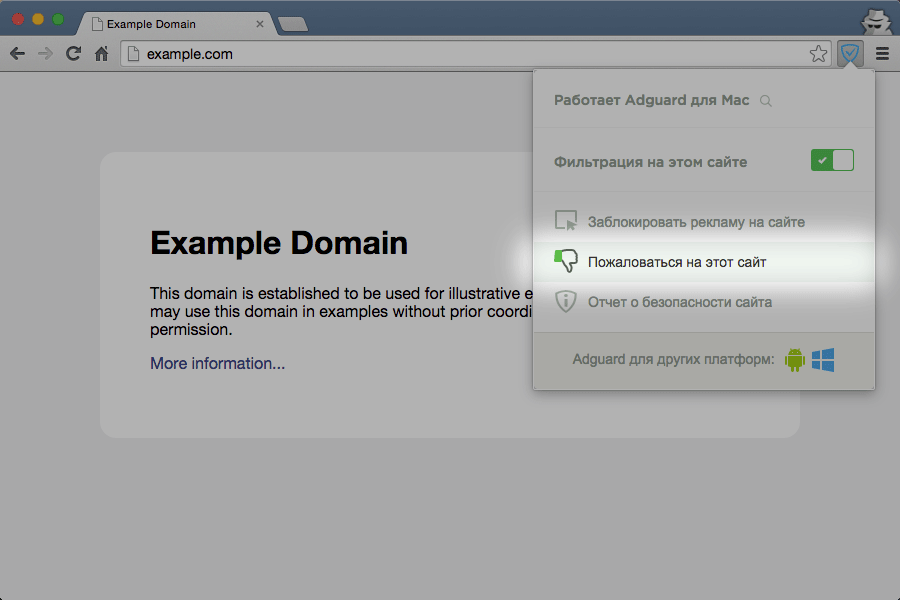 Example Domain
example.com
Работает Adguard для Mac
Фильтрация на этом сайте
Заблокировать рекламу на сайте
Пожаловаться на этот сайт
Отчет о безопасности сайта
Adguard для других платформ:
Example Domain
This domain is established to be used for illustrative e
may use this domain in examples without prior coordi
permission.
More information...